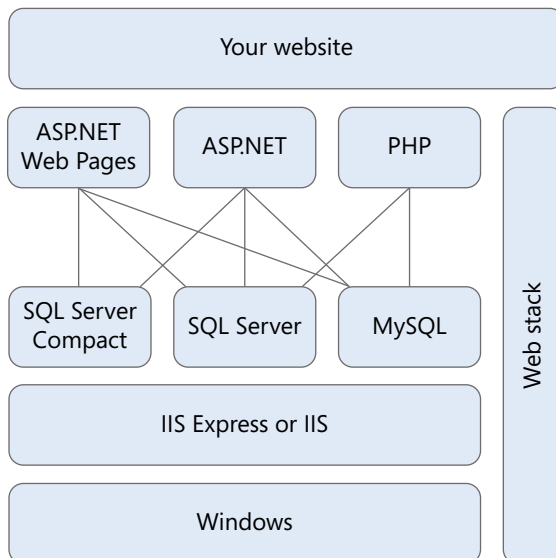 Your website
ASP.NET
Web Pages
ASP.NET
PHP
SQL Server
Compact
SQL Server
MySQL
Web stack
IIS Express or IIS
Windows